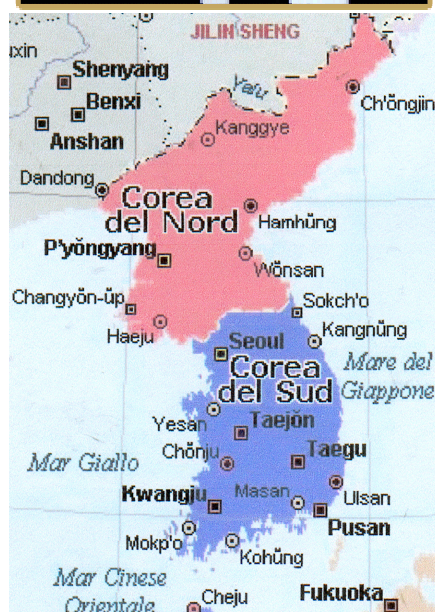 JILIN SHENG
uxin
Shenyang
Yalu
Benxi
Ch'ŏngjin
Anshan
Kanggye
Dandong
Corea
del Nord
Hamhŭng
P'yŏngyang
Wŏnsan
Changyŏn-ŭp
Sokch'o
Haeju
Kangnŭng
Seoul
Corea
del Sud
Mare del
Giappone
Yesan
Taejŏn
Chŏnju
Taegu
Mar Giallo
Kwangju
Masan
Ulsan
Pusan
Mokp'o
Kohŭng
Mar Cinese
Orientale
Cheju
Fukuoka